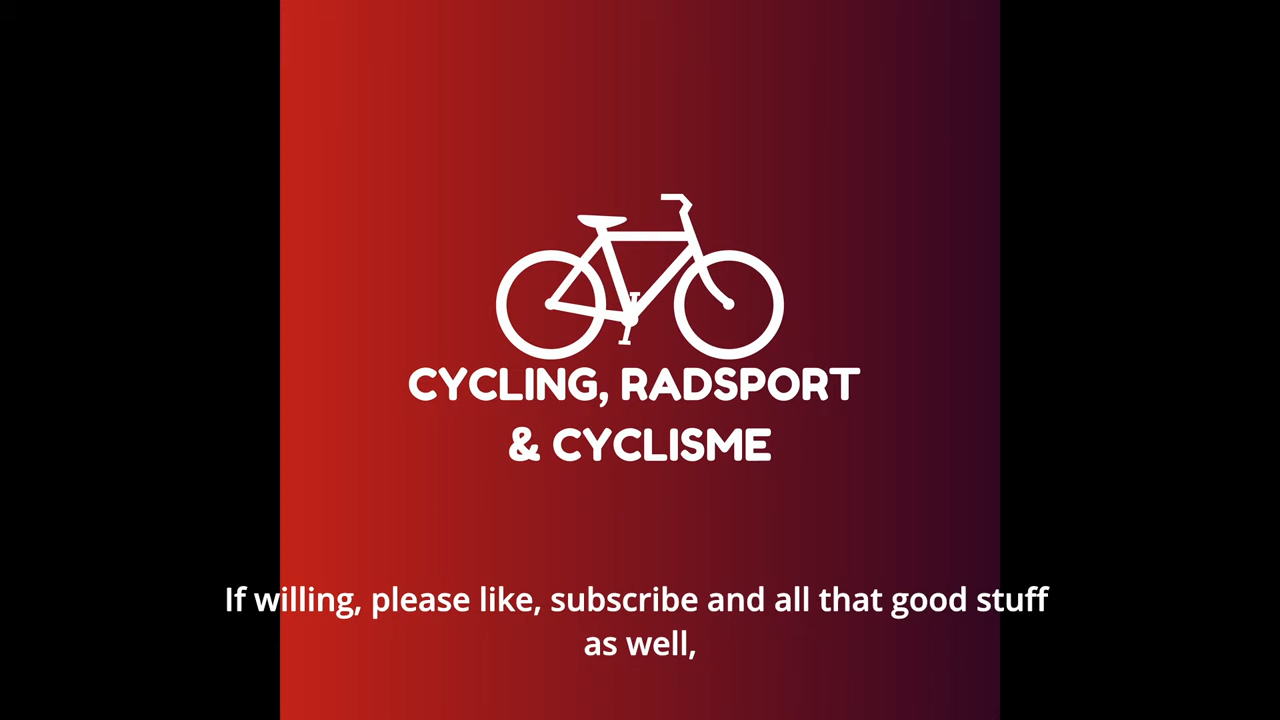 CYCLING, RADSPORT
& CYCLISME
If willing, please like, subscribe and all that good stuff
as well,